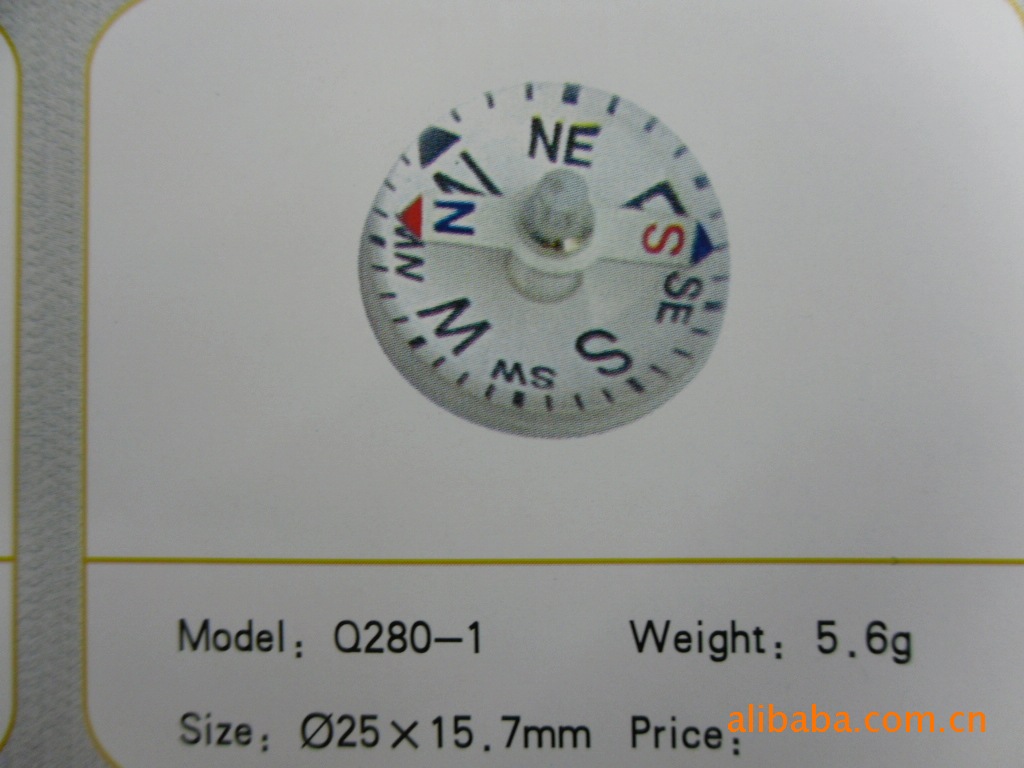 NE
N
N
S
NW
SE
W
S
SW
Model: Q280-1 Weight: 5.6g
Size: Ø25×15.7mm Price:
alibaba.com.cn